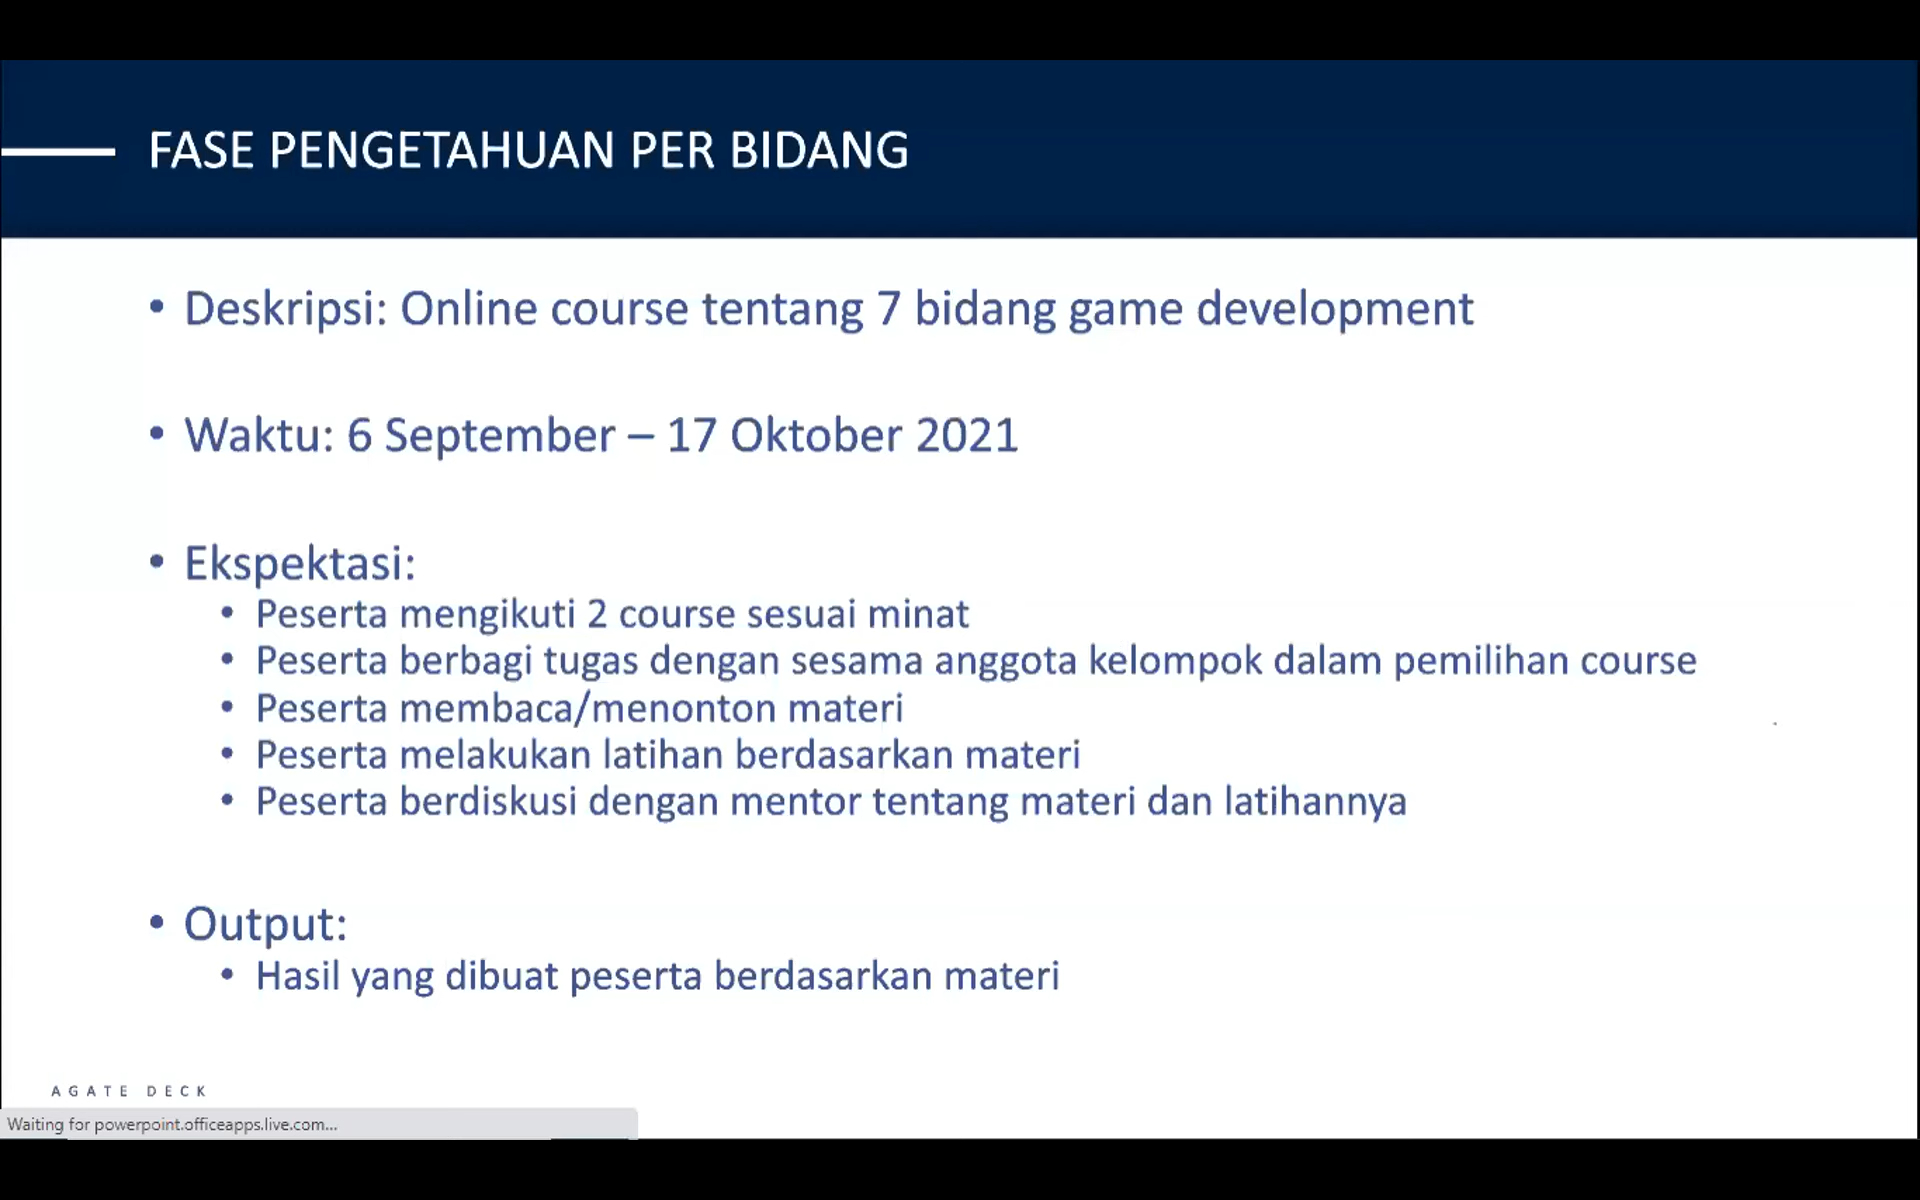 FASE PENGETAHUAN PER BIDANG
• Deskripsi: Online course tentang 7 bidang game development
• Waktu: 6 September – 17 Oktober 2021
• Ekspektasi:
• Peserta mengikuti 2 course sesuai minat
• Peserta berbagi tugas dengan sesama anggota kelompok dalam pemilihan course
• Peserta membaca/menonton materi
• Peserta melakukan latihan berdasarkan materi
• Peserta berdiskusi dengan mentor tentang materi dan latihannya
• Output:
• Hasil yang dibuat peserta berdasarkan materi
AGATE DECK
Waiting for powerpoint.officeapps.live.com...